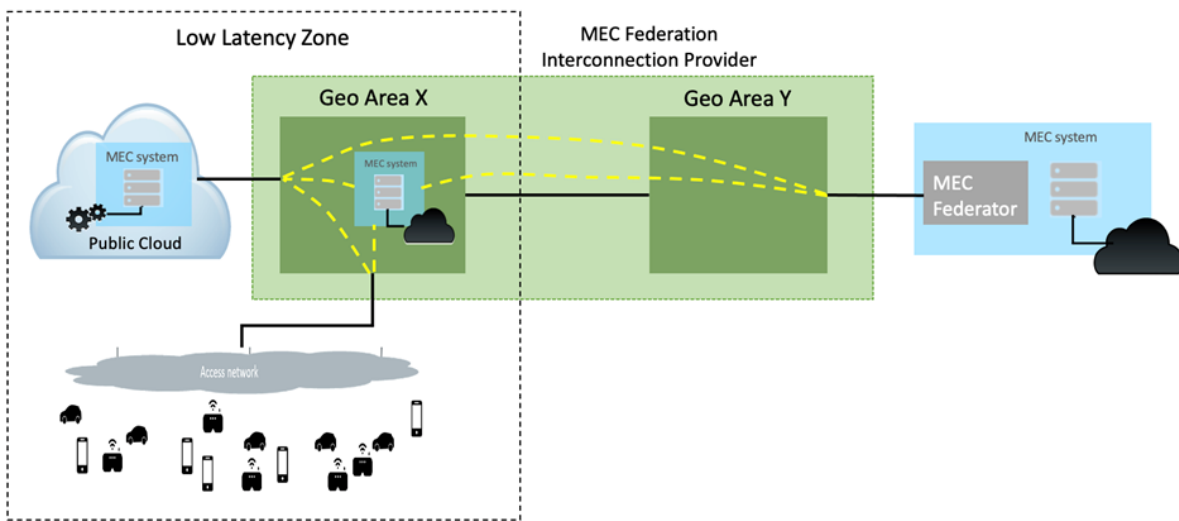 Low Latency Zone
MEC Federation
Interconnection Provider
Geo Area X
Geo Area Y
MEC system
Public Cloud
MEC system
MEC system
MEC
Federator
Access network